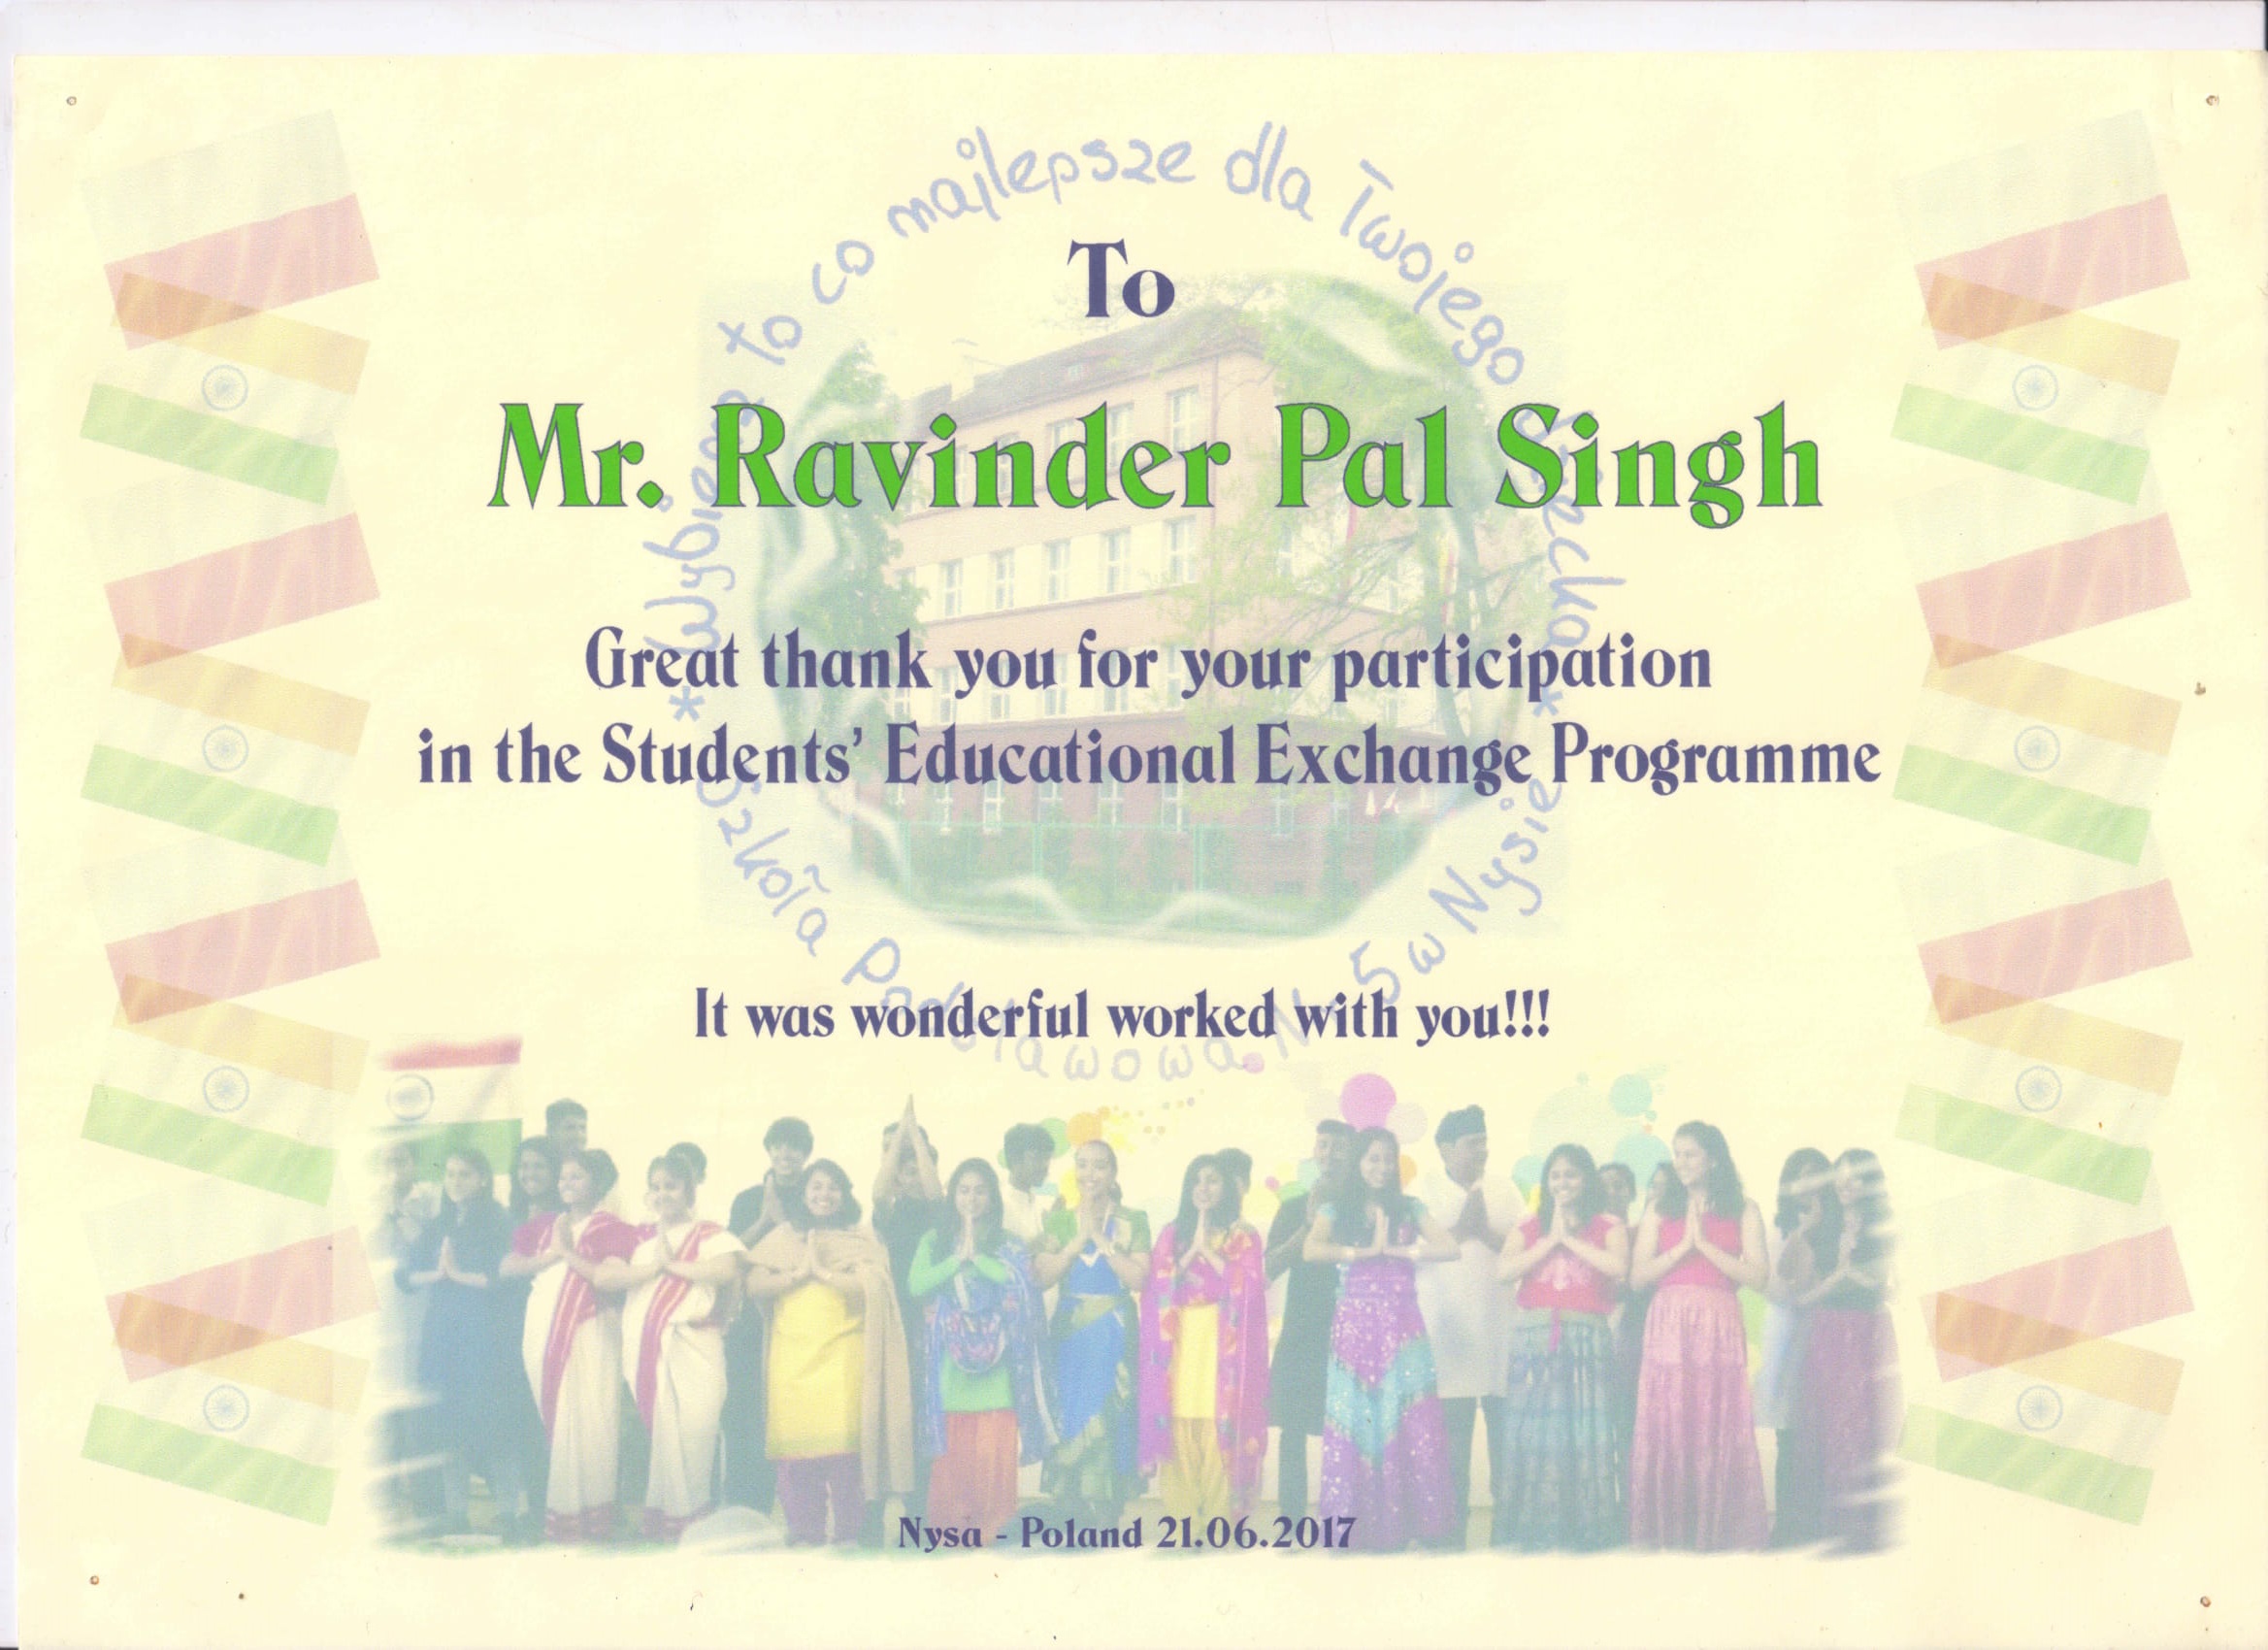 * Wybierz to co najlepsze dla Twojego *
To
Mr. Ravinder Pal Singh
Great thank you for your participation
in the Students' Educational Exchange Programme
Szkoła Podstawowa Nr 5 w Nysie
It was wonderful worked with you!!!
Nysa - Poland 21.06.2017